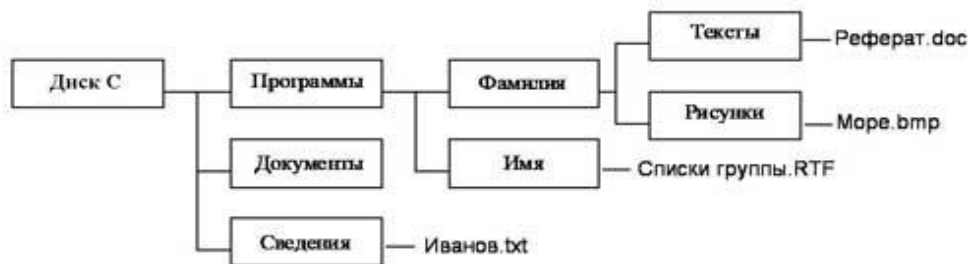 Тексты
Реферат.doc
Диск С
Программы
Фамилия
Рисунки
Море.bmp
Документы
Имя
Списки группы.RTF
Сведения
Иванов.txt